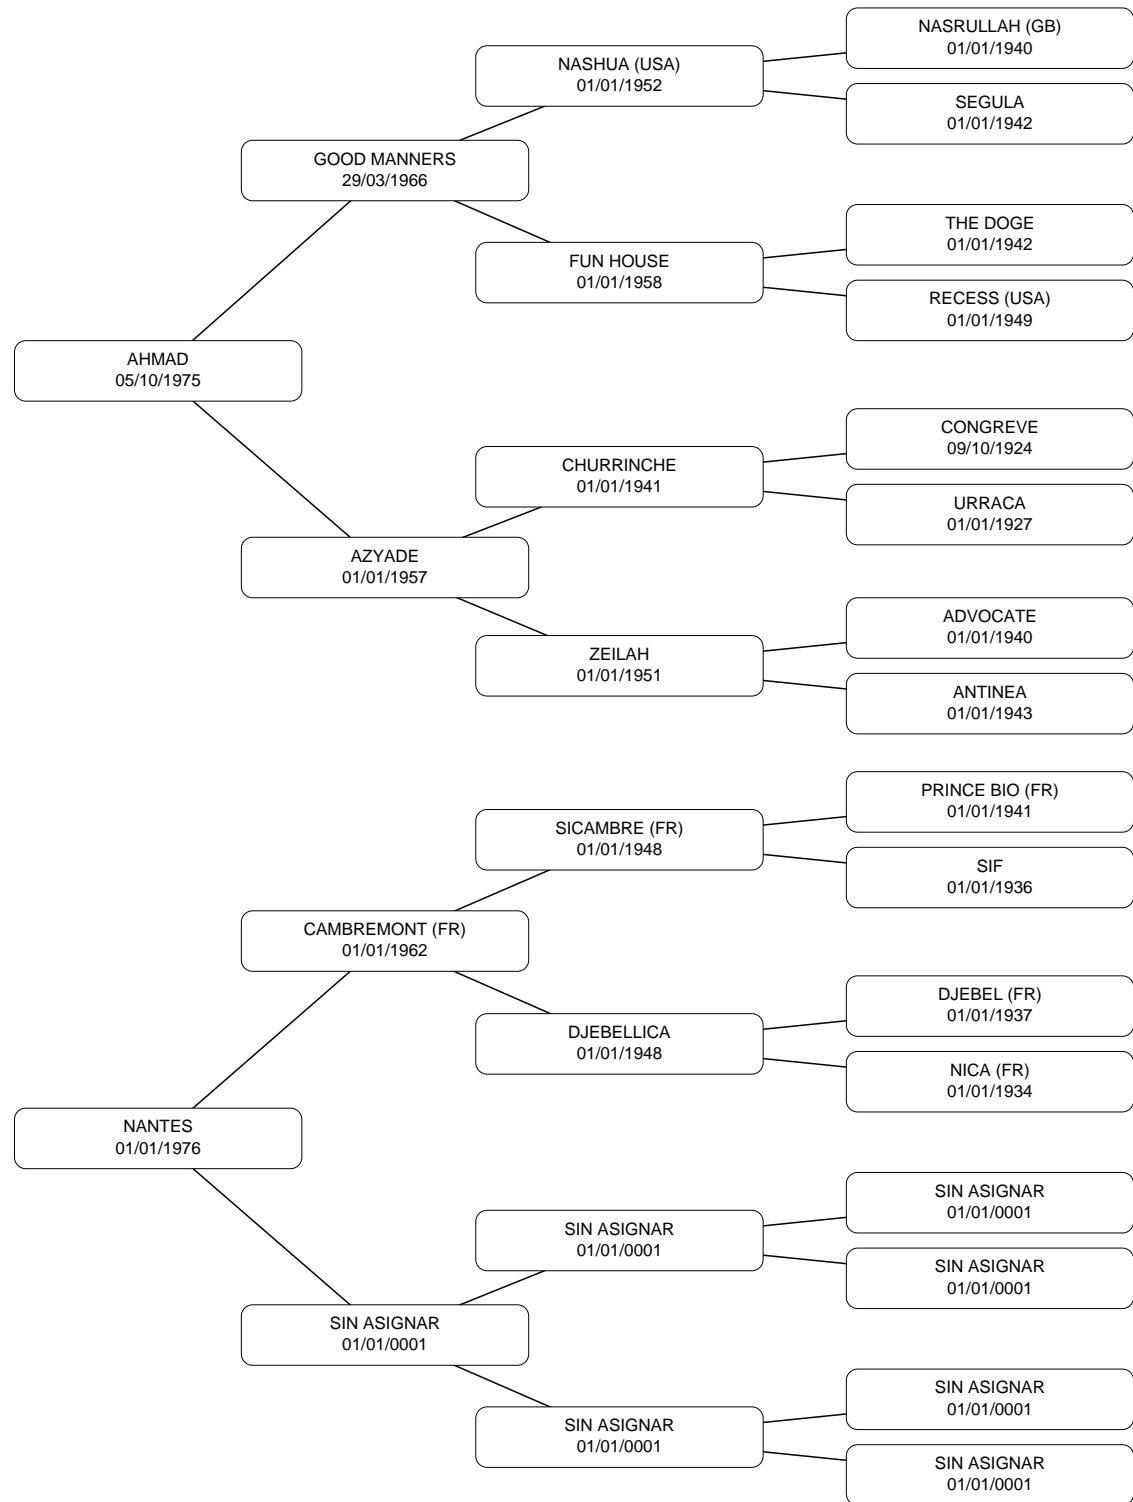 NASRULLAH (GB)
01/01/1940
NASHUA (USA)
01/01/1952
SEGULA
01/01/1942
GOOD MANNERS
29/03/1966
THE DOGE
01/01/1942
FUN HOUSE
01/01/1958
RECESS (USA)
01/01/1949
AHMAD
05/10/1975
CONGREVE
09/10/1924
CHURRINCHE
01/01/1941
URRACA
01/01/1927
AZYADE
01/01/1957
ADVOCATE
01/01/1940
ZEILAH
01/01/1951
ANTINEA
01/01/1943
PRINCE BIO (FR)
01/01/1941
SICAMBRE (FR)
01/01/1948
SIF
01/01/1936
CAMBREMONT (FR)
01/01/1962
DJEBEL (FR)
01/01/1937
DJEBELLICA
01/01/1948
NICA (FR)
01/01/1934
NANTES
01/01/1976
SIN ASIGNAR
01/01/0001
SIN ASIGNAR
01/01/0001
SIN ASIGNAR
01/01/0001
SIN ASIGNAR
01/01/0001
SIN ASIGNAR
01/01/0001
SIN ASIGNAR
01/01/0001
SIN ASIGNAR
01/01/0001